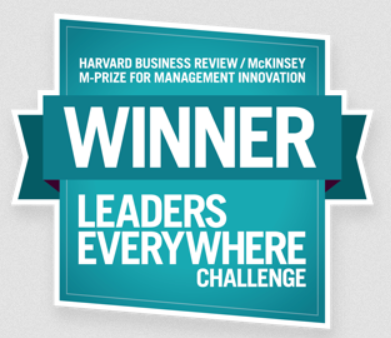 HARVARD BUSINESS REVIEW / McKINSEY
M-PRIZE FOR MANAGEMENT INNOVATION
WINNER
LEADERS
EVERYWHERE
CHALLENGE